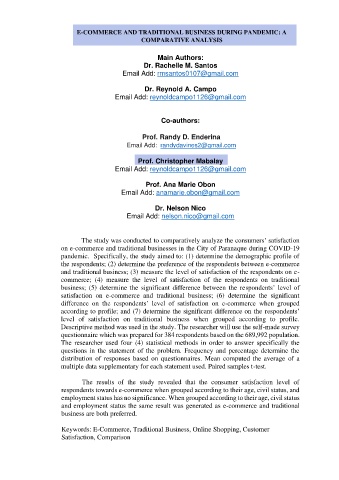 E-COMMERCE AND TRADITIONAL BUSINESS DURING PANDEMIC: A
COMPARATIVE ANALYSIS
Main Authors:
Dr. Rachelle M. Santos
Email Add: rmsantos0107@gmail.com
Dr. Reynold A. Campo
Email Add: reynoldcampo1126@gmail.com
Co-authors:
Prof. Randy D. Enderina
Email Add: randydavines2@gmail.com
Prof. Christopher Mabalay
Email Add: reynoldcampo1126@gmail.com
Prof. Ana Marie Obon
Email Add: anamarie.obon@gmail.com
Dr. Nelson Nico
Email Add: nelson.nico@gmail.com
The study was conducted to comparatively analyze the consumers' satisfaction
on e-commerce and traditional businesses in the City of Paranaque during COVID-19
pandemic. Specifically, the study aimed to: (1) determine the demographic profile of
the respondents; (2) determine the preference of the respondents between e-commerce
and traditional business; (3) measure the level of satisfaction of the respondents on e-
commerce; (4) measure the level of satisfaction of the respondents on traditional
business; (5) determine the significant difference between the respondents' level of
satisfaction on e-commerce and traditional business; (6) determine the significant
difference on the respondents' level of satisfaction on e-commerce when grouped
according to profile; and (7) determine the significant difference on the respondents'
level of satisfaction on traditional business when grouped according to profile.
Descriptive method was used in the study. The researcher will use the self-made survey
questionnaire which was prepared for 384 respondents based on the 689,992 population.
The researcher used four (4) statistical methods in order to answer specifically the
questions in the statement of the problem. Frequency and percentage determine the
distribution of responses based on questionnaires. Mean computed the average of a
multiple data supplementary for each statement used. Paired samples t-test.
The results of the study revealed that the consumer satisfaction level of
respondents towards e-commerce when grouped according to their age, civil status, and
employment status has no significance. When grouped according to their age, civil status
and employment status the same result was generated as e-commerce and traditional
business are both preferred.
Keywords: E-Commerce, Traditional Business, Online Shopping, Customer
Satisfaction, Comparison